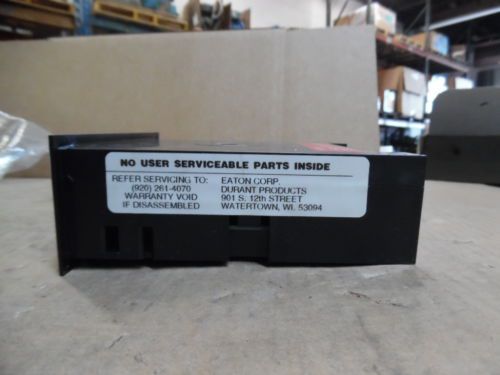 NO USER SERVICEABLE PARTS INSIDE
REFER SERVICING TO: EATON CORP.
(920) 261-4070 DURANT PRODUCTS
WARRANTY VOID 901 S. 12th STREET
IF DISASSEMBLED WATERTOWN, WI. 53094